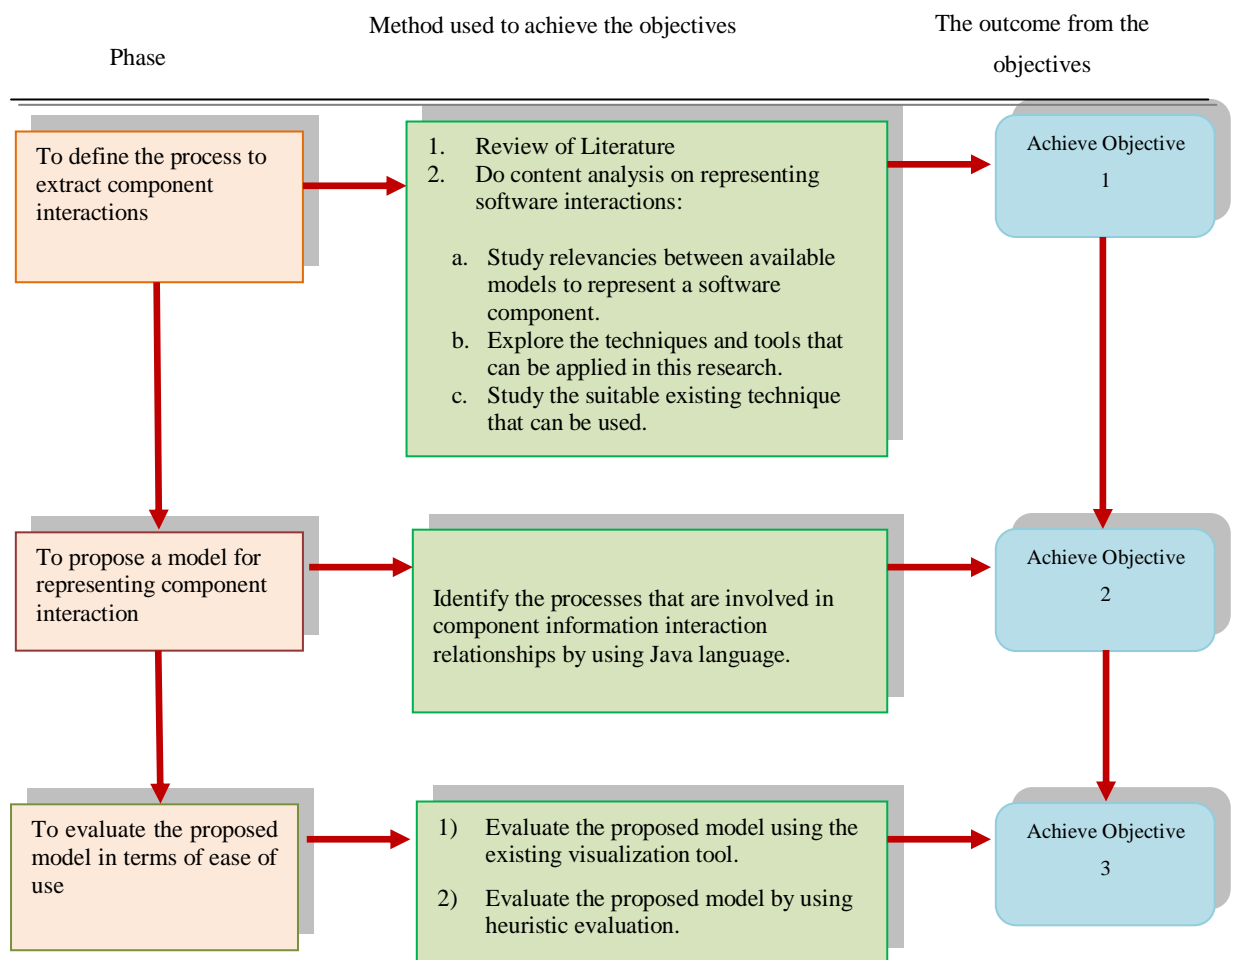 Phase
Method used to achieve the objectives
The outcome from the
objectives
To define the process to
extract component
interactions
1. Review of Literature
2. Do content analysis on representing
software interactions:
a. Study relevancies between available
models to represent a software
component.
b. Explore the techniques and tools that
can be applied in this research.
c. Study the suitable existing technique
that can be used.
Achieve Objective
1
To propose a model for
representing component
interaction
Identify the processes that are involved in
component information interaction
relationships by using Java language.
Achieve Objective
2
To evaluate the proposed
model in terms of ease of
use
1) Evaluate the proposed model using the
existing visualization tool.
2) Evaluate the proposed model by using
heuristic evaluation.
Achieve Objective
3